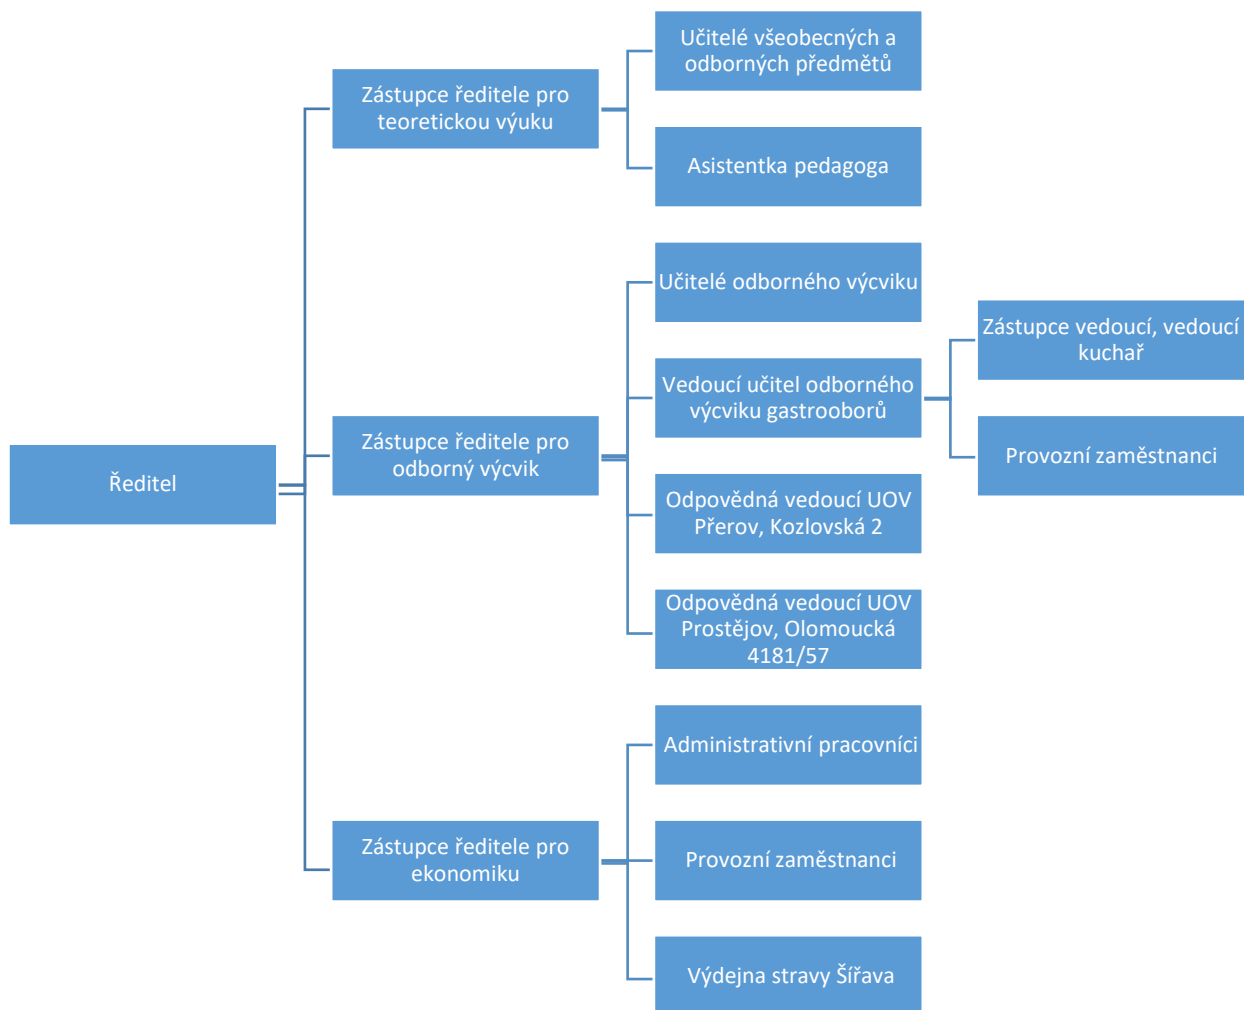 Učitelé všeobecných a
odborných předmětů
Zástupce ředitele pro
teoretickou výuku
Asistentka pedagoga
Učitelé odborného výcviku
Zástupce vedoucí, vedoucí
kuchař
Vedoucí učitel odborného
výcviku gastrooborů
Zástupce ředitele pro
odborný výcvik
Provozní zaměstnanci
Ředitel
Odpovědná vedoucí UOV
Přerov, Kozlovská 2
Odpovědná vedoucí UOV
Prostějov, Olomoucká
4181/57
Administrativní pracovníci
Zástupce ředitele pro
ekonomiku
Provozní zaměstnanci
Výdejna stravy Šířava